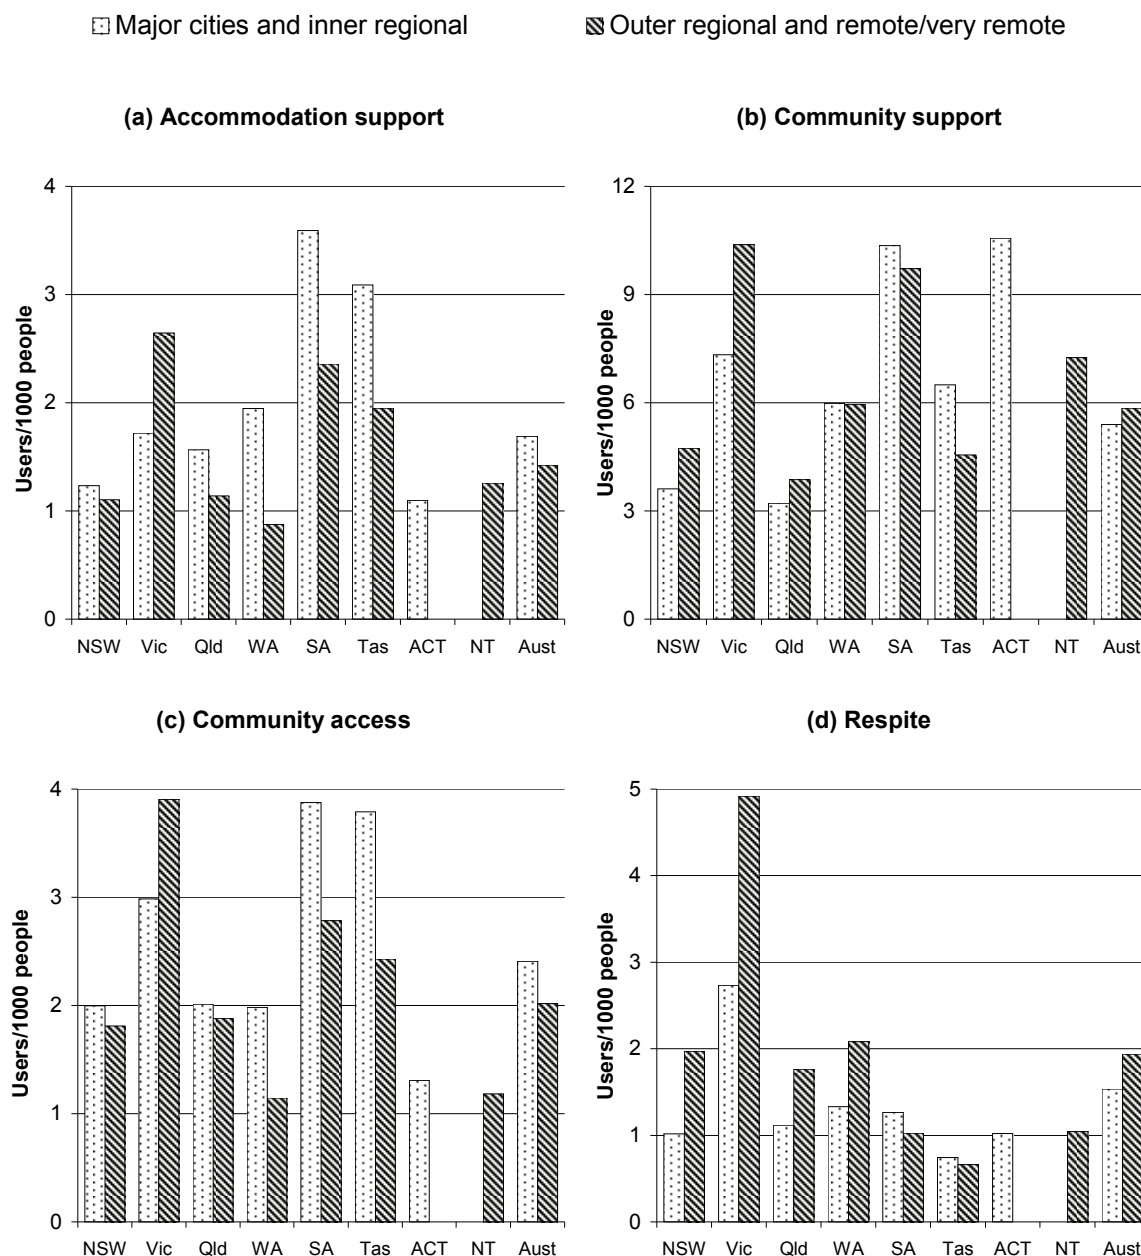 Major cities and inner regional
Outer regional and remote/very remote
(a) Accommodation support
Users/1000 people
4
3
2
1
0
NSW Vic Qld WA SA Tas ACT NT Aust
(b) Community support
Users/1000 people
12
9
6
3
0
NSW Vic Qld WA SA Tas ACT NT Aust
(c) Community access
Users/1000 people
4
3
2
1
0
NSW Vic Qld WA SA Tas ACT NT Aust
(d) Respite
Users/1000 people
5
4
3
2
1
0
NSW Vic Qld WA SA Tas ACT NT Aust